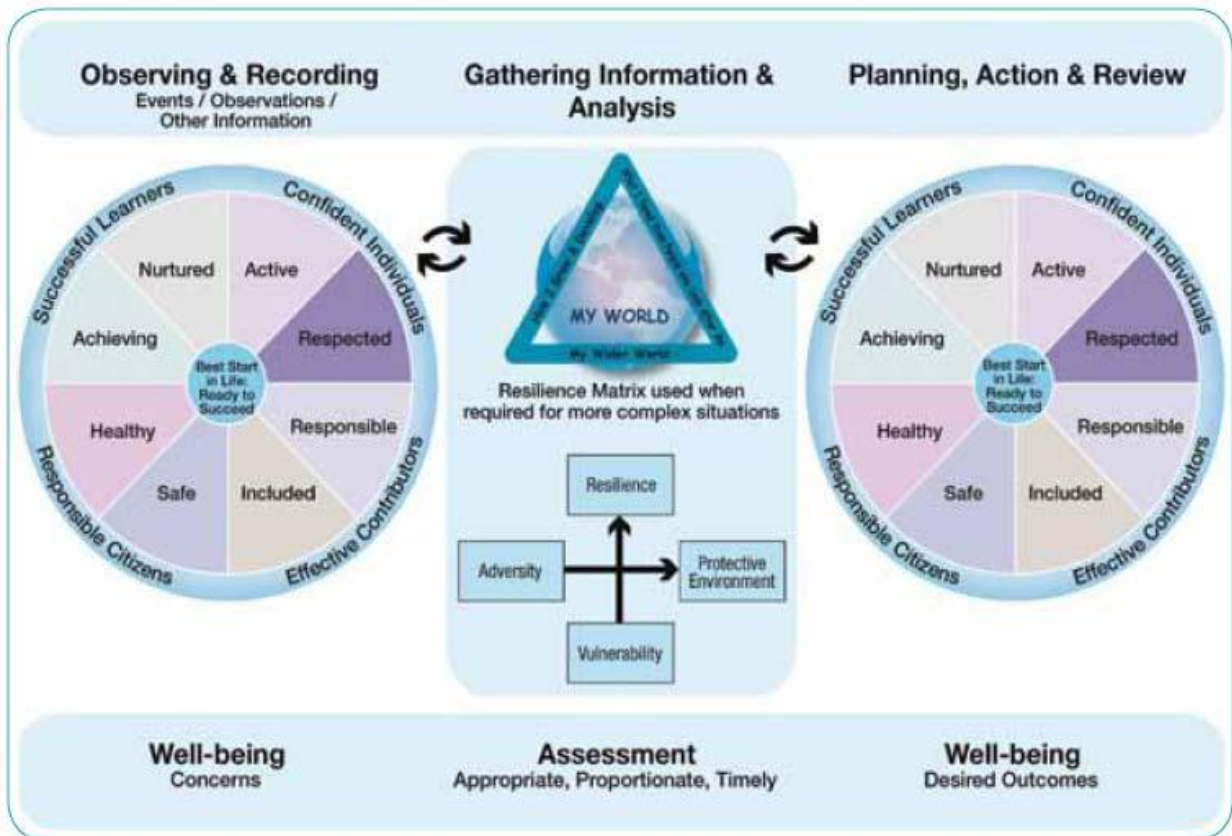 Observing & Recording
Events / Observations /
Other Information
Gathering Information &
Analysis
Planning, Action & Review
Successful Learners
Confident Individuals
Nurtured
Active
Achieving
Respected
Best Start
in Life:
Ready to
Succeed
Healthy
Responsible
Safe
Included
Responsible Citizens
Effective Contributors
MY WORLD
My Wider World
Resilience Matrix used when
required for more complex situations
Resilience
Adversity
Protective
Environment
Vulnerability
Successful Learners
Confident Individuals
Nurtured
Active
Achieving
Respected
Best Start
in Life:
Ready to
Succeed
Healthy
Responsible
Safe
Included
Responsible Citizens
Effective Contributors
Well-being
Concerns
Assessment
Appropriate, Proportionate, Timely
Well-being
Desired Outcomes